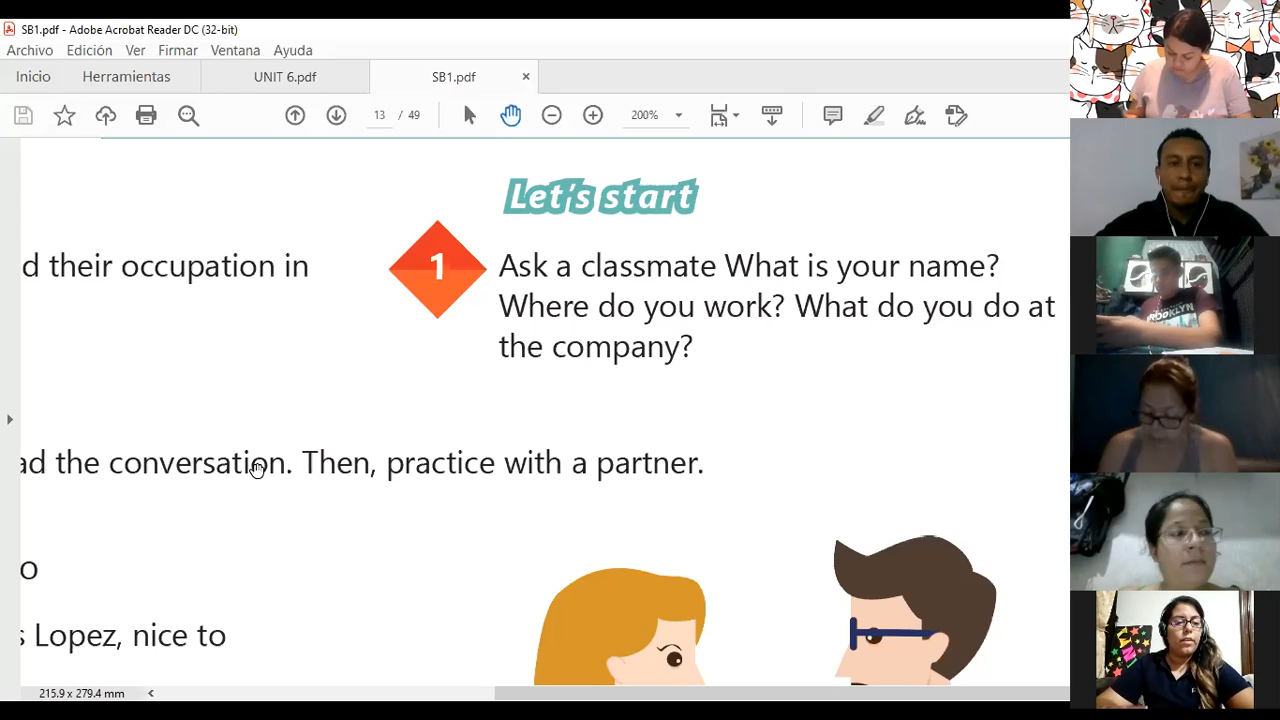 SB1.pdf - Adobe Acrobat Reader DC (32-bit)
Archivo Edición Ver Firmar Ventana Ayuda
Inicio Herramientas UNIT 6.pdf SB1.pdf ×
13 / 49 200%
Let's start
d their occupation in
1 Ask a classmate What is your name?
Where do you work? What do you do at
the company?
ad the conversation. Then, practice with a partner.
o
s Lopez, nice to
215.9 x 279.4 mm